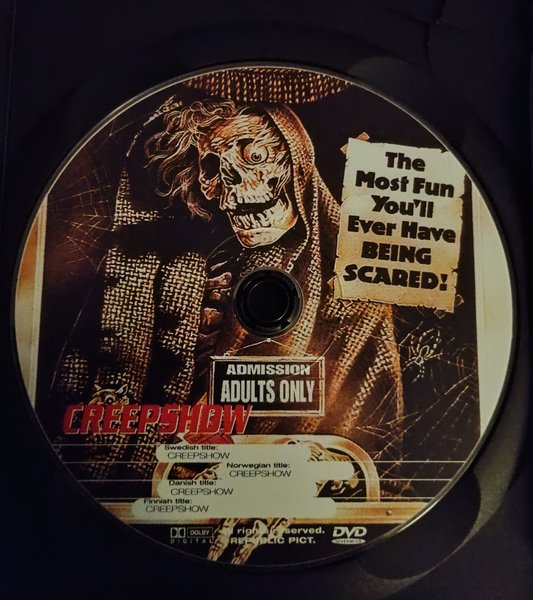 The
Most Fun
You'll
Ever Have
BEING
SCARED!
ADMISSION
ADULTS ONLY
CREEPSHOW
Swedish title:
CREEPSHOW
Norwegian title:
CREEPSHOW
Danish title:
CREEPSHOW
Finnish title:
CREEPSHOW
DOLBY
DIGITAL
All rights reserved.
REPUBLIC PICT.
DVD
VIDEO